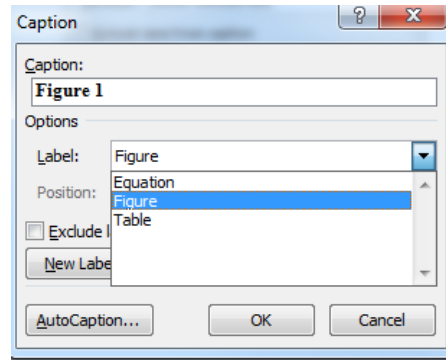 Caption
Caption:
Figure 1
Options
Label: Figure
Equation
Position: Figure
Table
Exclude l
New Labe
AutoCaption... OK Cancel